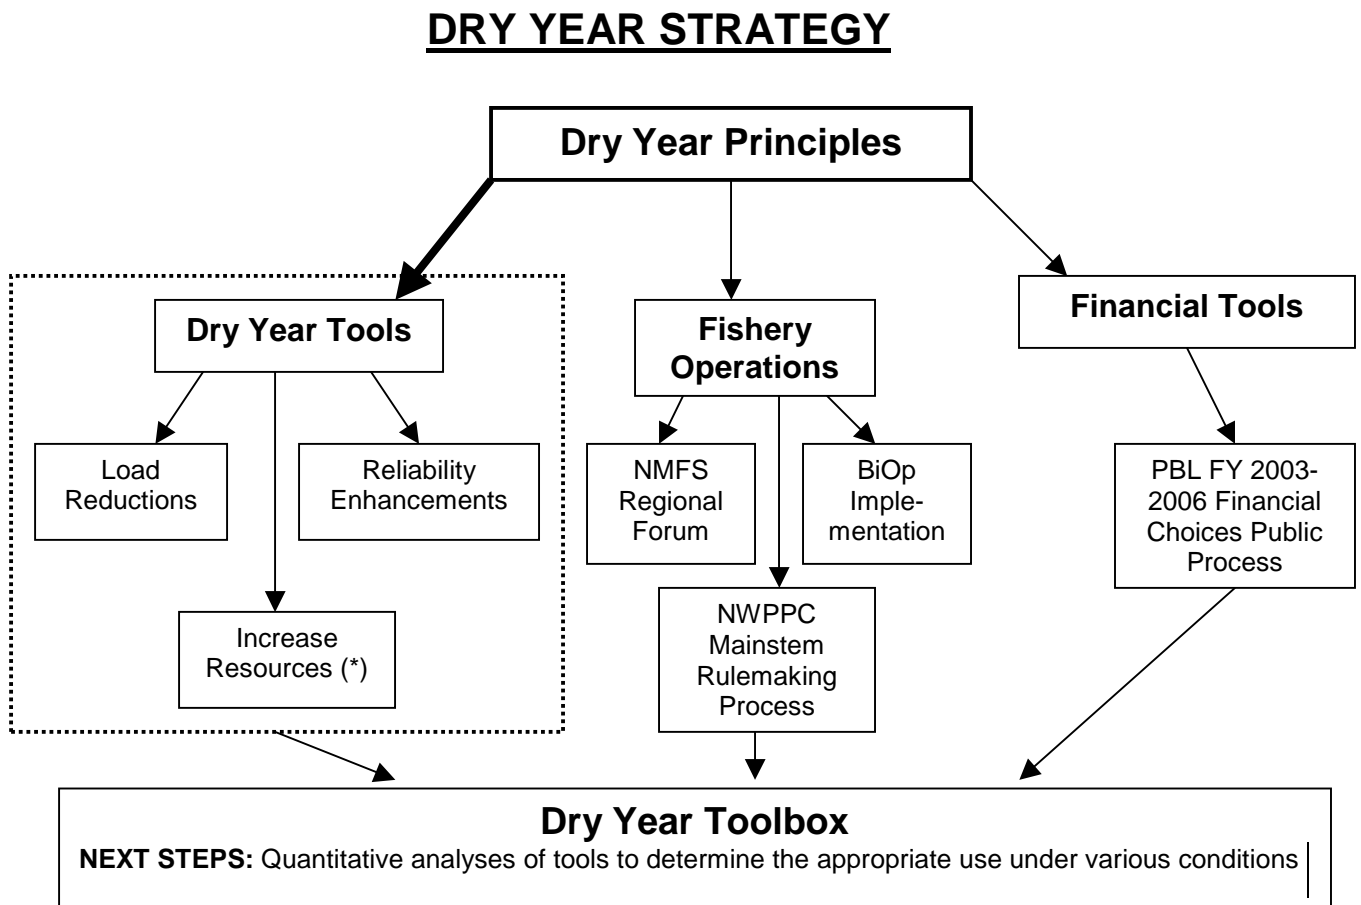 DRY YEAR STRATEGY
Dry Year Principles
Dry Year Tools
Fishery
Operations
Financial Tools
Load
Reductions
Reliability
Enhancements
NMFS
Regional
Forum
BiOp
Imple-
mentation
PBL FY 2003-
2006 Financial
Choices Public
Process
Increase
Resources (*)
NWPPC
Mainstem
Rulemaking
Process
Dry Year Toolbox
NEXT STEPS: Quantitative analyses of tools to determine the appropriate use under various conditions